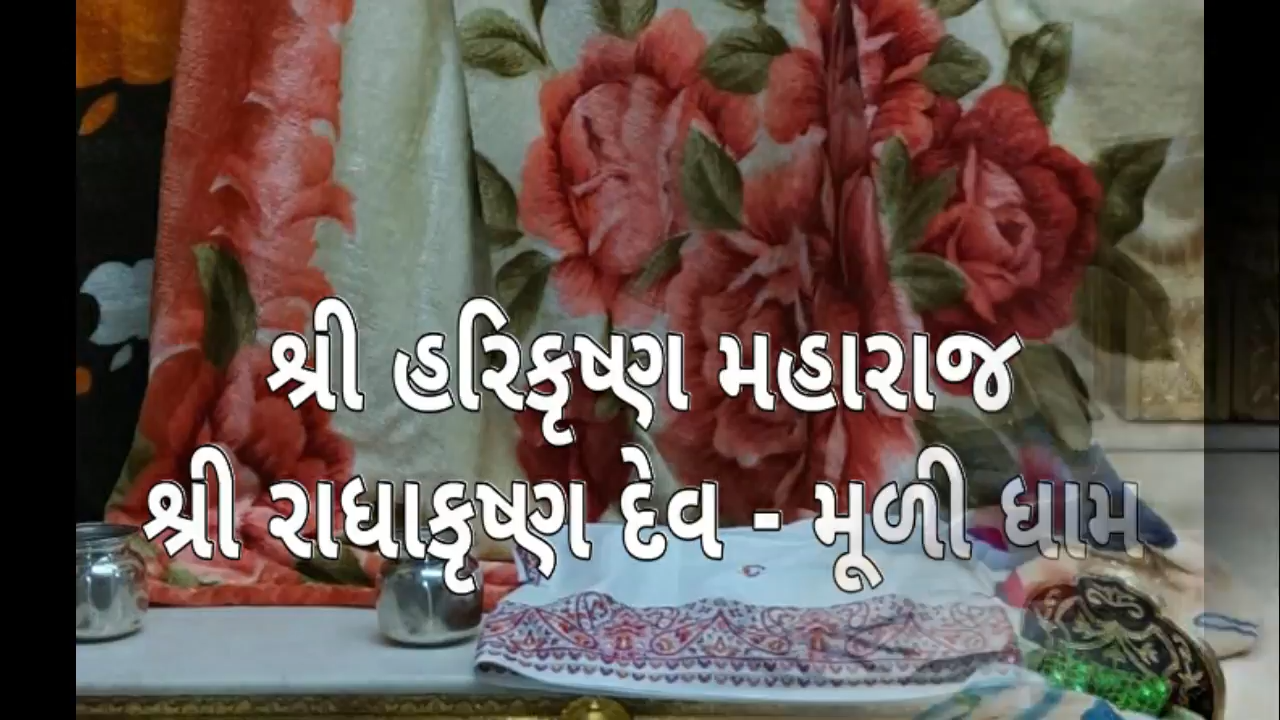 શ્રી હરિકૃષ્ણ મહારાજ
શ્રી રાધાકૃષ્ણ દેવ - મૂળી ધામ